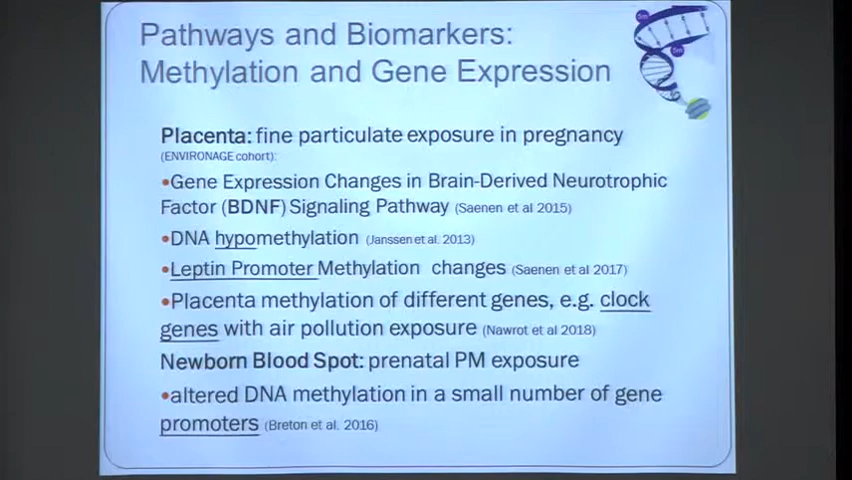 Pathways and Biomarkers:
Methylation and Gene Expression
5m
5m
Placenta: fine particulate exposure in pregnancy
(ENVIRONAGE cohort):
•Gene Expression Changes in Brain-Derived Neurotrophic
Factor (BDNF) Signaling Pathway (Saenen et al 2015)
•DNA hypomethylation (Janssen et al. 2013)
•Leptin Promoter Methylation changes (Saenen et al 2017)
•Placenta methylation of different genes, e.g. clock
genes with air pollution exposure (Nawrot et al 2018)
Newborn Blood Spot: prenatal PM exposure
•altered DNA methylation in a small number of gene
promoters (Breton et al. 2016)